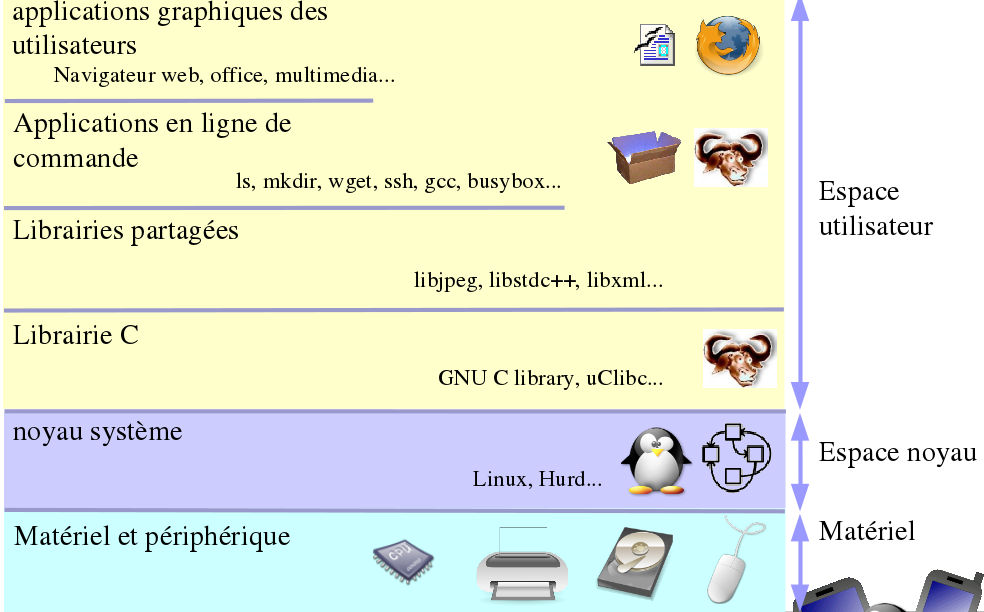 applications graphiques des
utilisateurs
Navigateur web, office, multimedia...
Applications en ligne de
commande
ls, mkdir, wget, ssh, gcc, busybox...
Librairies partagées
libjpeg, libstdc++, libxml...
Librairie C
GNU C library, uClibc...
noyau système
Linux, Hurd...
Matériel et périphérique
CPU
Espace
utilisateur
Espace noyau
Matériel